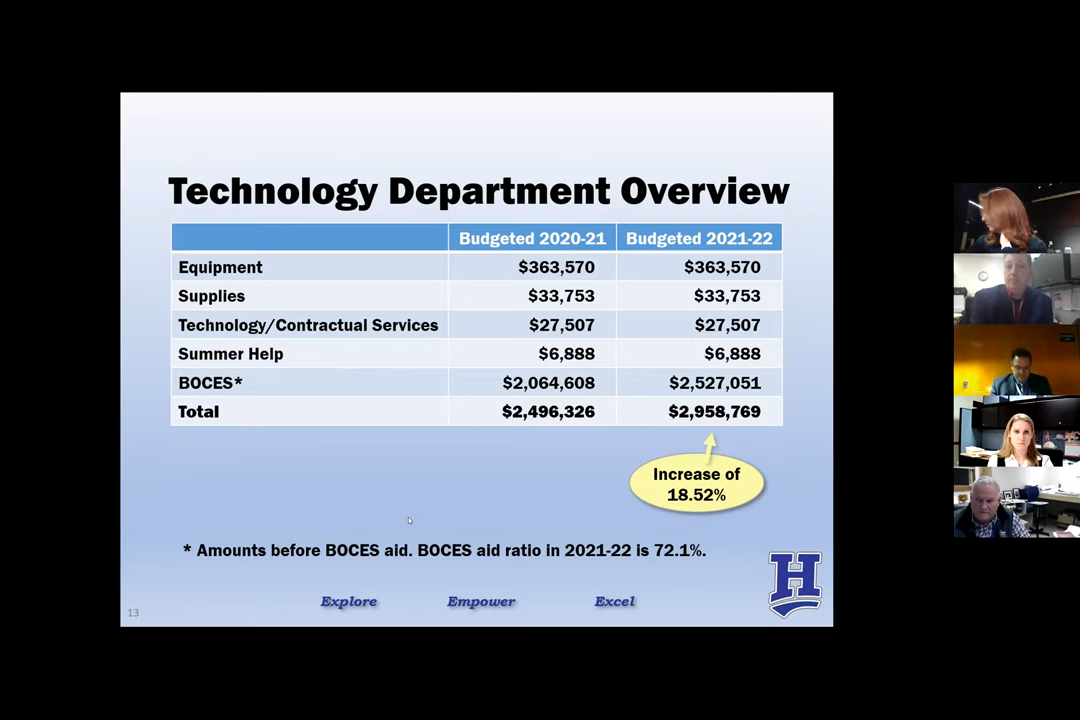 Technology Department Overview
Budgeted 2020-21 Budgeted 2021-22
Equipment $363,570 $363,570
Supplies $33,753 $33,753
Technology/Contractual Services $27,507 $27,507
Summer Help $6,888 $6,888
BOCES* $2,064,608 $2,527,051
Total $2,496,326 $2,958,769
Increase of
18.52%
* Amounts before BOCES aid. BOCES aid ratio in 2021-22 is 72.1%.
H
Explore Empower Excel
13